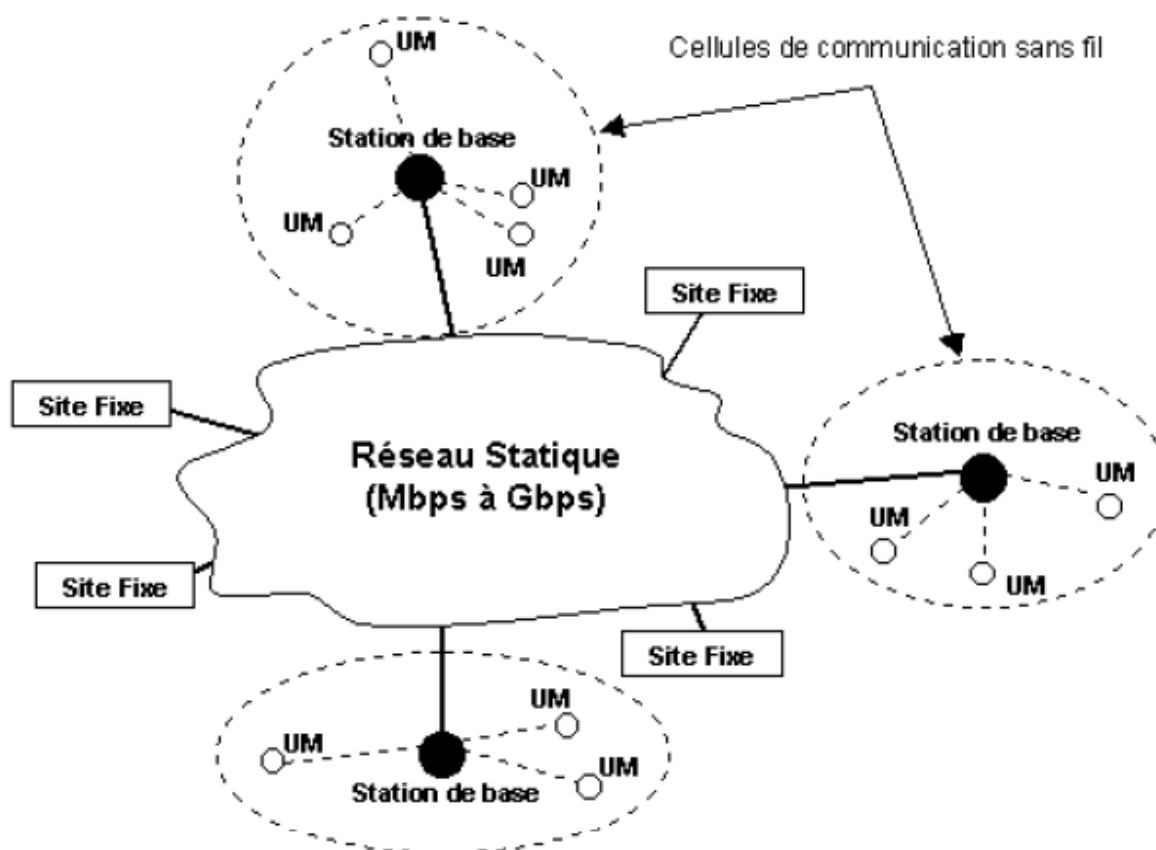 UM
Cellules de communication sans fil
Station de base
UM
UM
UM
Site Fixe
Site Fixe
Station de base
Réseau Statique
(Mbps à Gbps)
UM
UM
Site Fixe
UM
Site Fixe
UM
UM
UM
Station de base